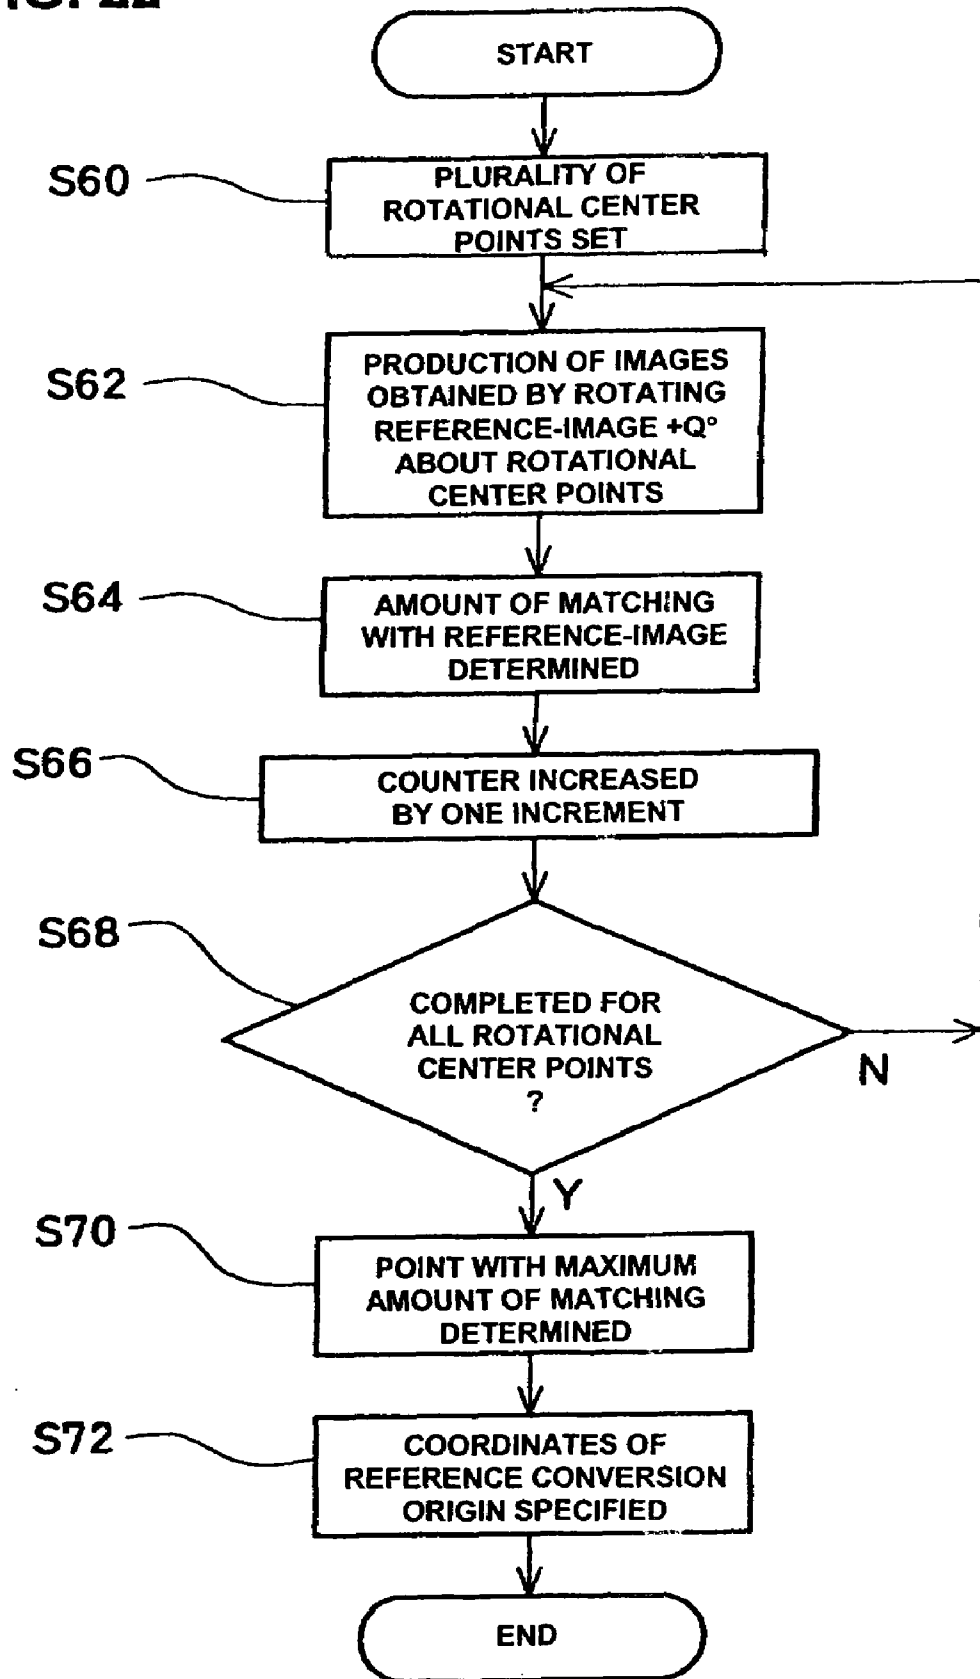 START
S60
PLURALITY OF
ROTATIONAL CENTER
POINTS SET
S62
PRODUCTION OF IMAGES
OBTAINED BY ROTATING
REFERENCE-IMAGE +Q°
ABOUT ROTATIONAL
CENTER POINTS
S64
AMOUNT OF MATCHING
WITH REFERENCE-IMAGE
DETERMINED
S66
COUNTER INCREASED
BY ONE INCREMENT
S68
COMPLETED FOR
ALL ROTATIONAL
CENTER POINTS
?
N
Y
S70
POINT WITH MAXIMUM
AMOUNT OF MATCHING
DETERMINED
S72
COORDINATES OF
REFERENCE CONVERSION
ORIGIN SPECIFIED
END